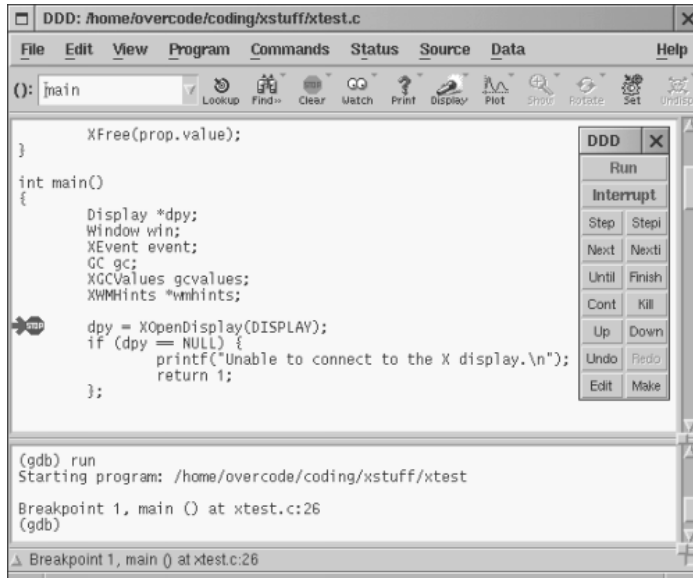 DDD: /home/overcode/coding/xstuff/xtest.c
File Edit View Program Commands Status Source Data Help
(): main
Lookup Find» Clear Watch Print Display Plot Show Rotate Set Undisp
XFree(prop.value);
}
int main()
{
Display *dpy;
Window win;
XEvent event;
GC gc;
XGCValues gcvalues;
XWMHints *wmhints;
STOP
dpy = XOpenDisplay(DISPLAY);
if (dpy == NULL) {
printf("Unable to connect to the X display.\n");
return 1;
};
DDD
Run
Interrupt
Step Stepi
Next Nexti
Until Finish
Cont Kill
Up Down
Undo Redo
Edit Make
(gdb) run
Starting program: /home/overcode/coding/xstuff/xtest
Breakpoint 1, main () at xtest.c:26
(gdb)
Breakpoint 1, main () at xtest.c:26